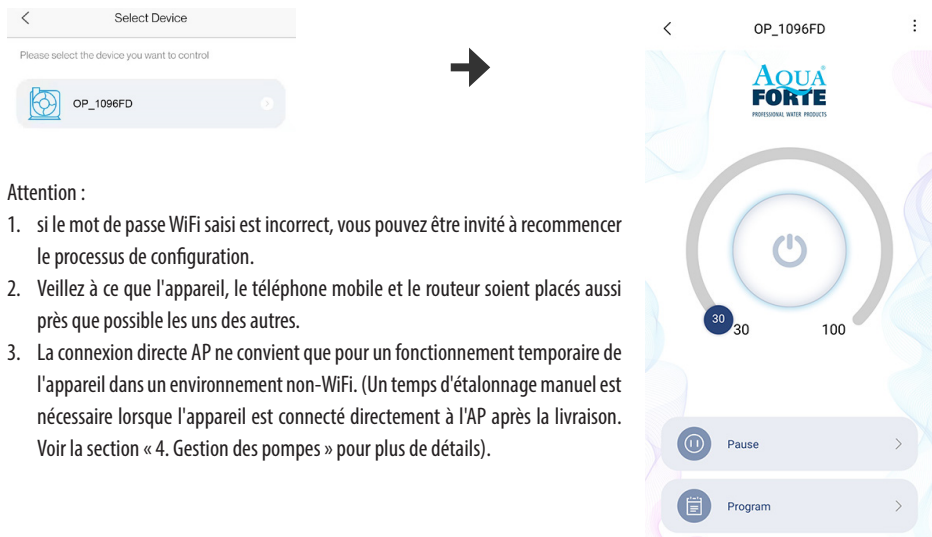 Select Device
Please select the device you want to control
OP_1096FD
Attention :
1. si le mot de passe WiFi saisi est incorrect, vous pouvez être invité à recommencer
le processus de configuration.
2. Veillez à ce que l'appareil, le téléphone mobile et le routeur soient placés aussi
près que possible les uns des autres.
3. La connexion directe AP ne convient que pour un fonctionnement temporaire de
l'appareil dans un environnement non-WiFi. (Un temps d'étalonnage manuel est
nécessaire lorsque l'appareil est connecté directement à l'AP après la livraison.
Voir la section « 4. Gestion des pompes » pour plus de détails).
OP_1096FD
AQUA
FORTE
PROFESSIONAL WATER PRODUCTS
30
30 100
Pause
Program